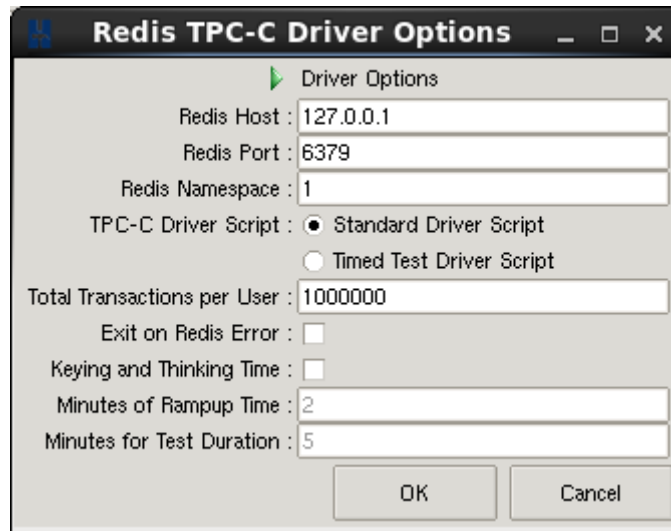 Redis TPC-C Driver Options
Driver Options
Redis Host : 127.0.0.1
Redis Port : 6379
Redis Namespace : 1
TPC-C Driver Script : Standard Driver Script
Timed Test Driver Script
Total Transactions per User : 1000000
Exit on Redis Error :
Keying and Thinking Time :
Minutes of Rampup Time : 2
Minutes for Test Duration : 5
OK Cancel